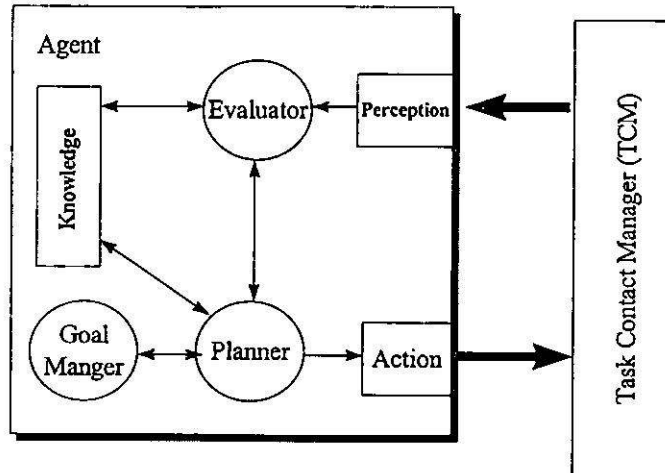 Agent
Evaluator
Perception
Knowledge
Goal
Manger
Planner
Action
Task Contact Manager (TCM)